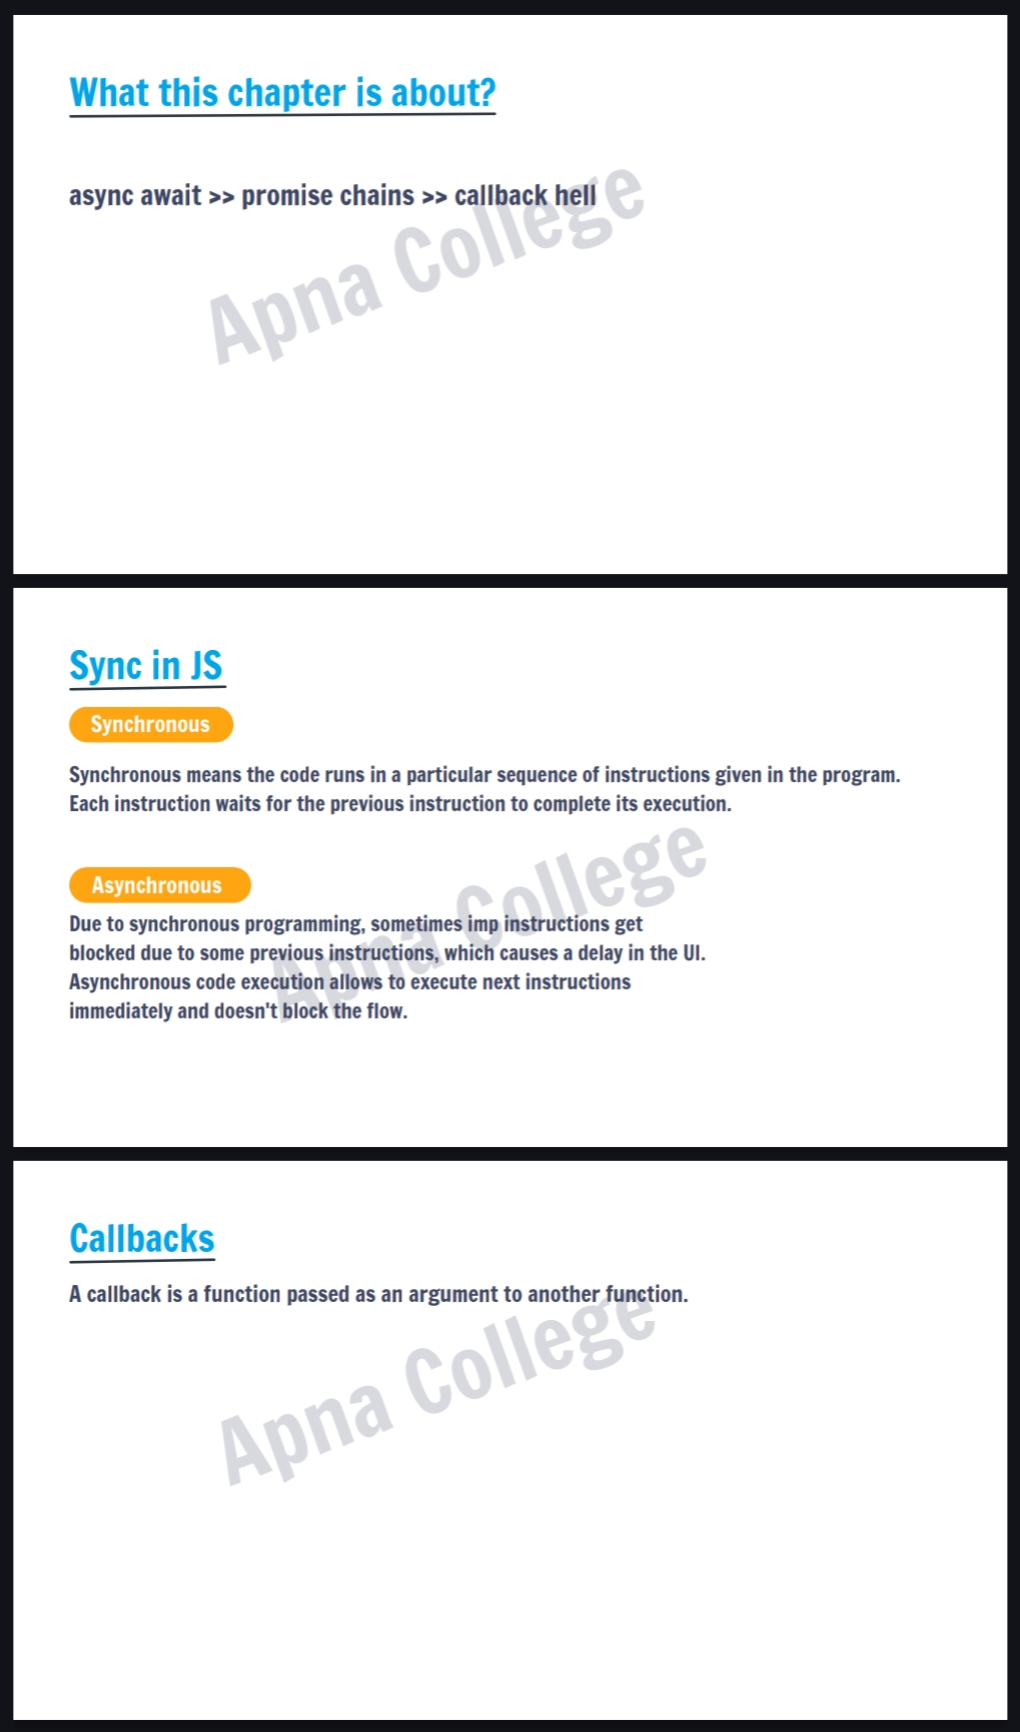 What this chapter is about?
async await >> promise chains >> callback hell
Apna College
Sync in JS
Synchronous
Synchronous means the code runs in a particular sequence of instructions given in the program.
Each instruction waits for the previous instruction to complete its execution.
Asynchronous
Due to synchronous programming, sometimes imp instructions get
blocked due to some previous instructions, which causes a delay in the UI.
Asynchronous code execution allows to execute next instructions
immediately and doesn't block the flow.
Apna College
Callbacks
A callback is a function passed as an argument to another function.
Apna College